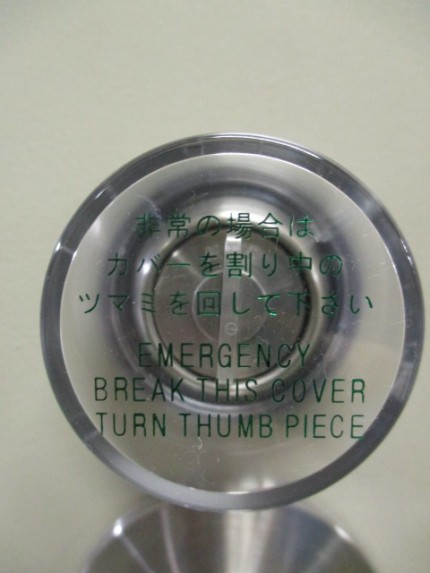 非常の場合は
カバーを割り中の
ツマミを回して下さい
EMERGENCY
BREAK THIS COVER
TURN THUMB PIECE